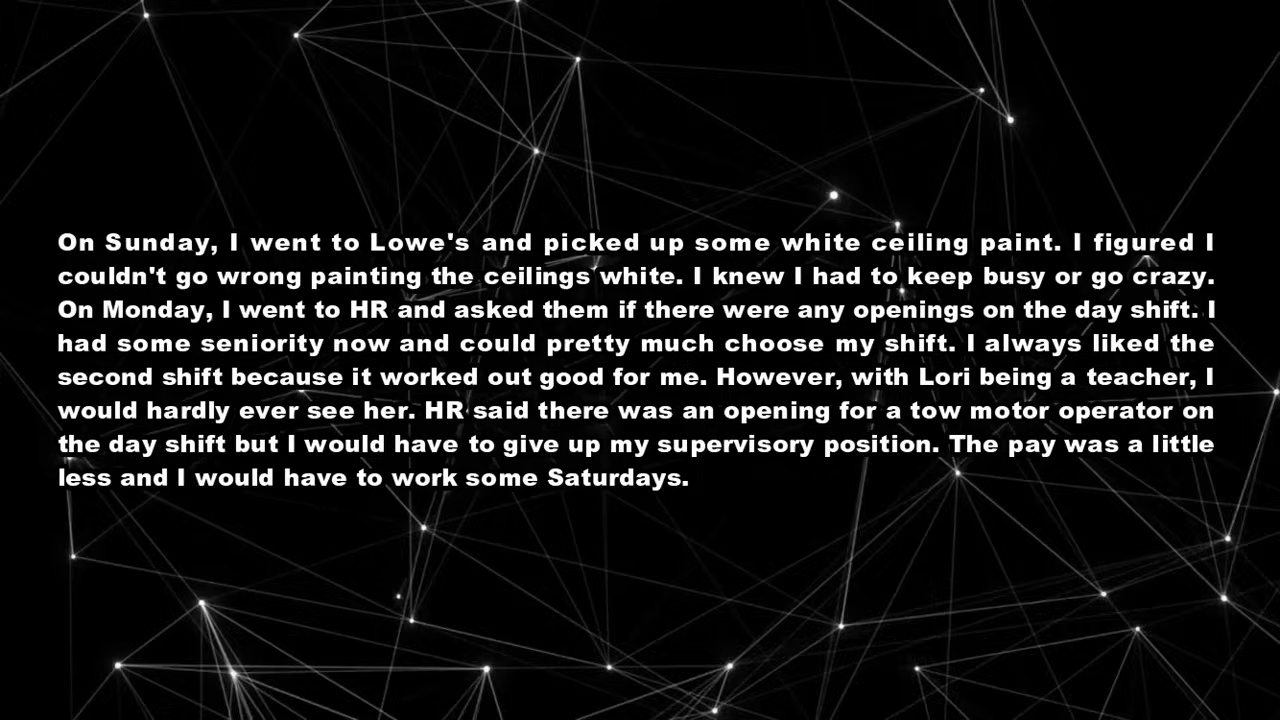 On Sunday, I went to Lowe's and picked up some white ceiling paint. I figured I
couldn't go wrong painting the ceilings white. I knew I had to keep busy or go crazy.
On Monday, I went to HR and asked them if there were any openings on the day shift. I
had some seniority now and could pretty much choose my shift. I always liked the
second shift because it worked out good for me. However, with Lori being a teacher, I
would hardly ever see her. HR said there was an opening for a tow motor operator on
the day shift but I would have to give up my supervisory position. The pay was a little
less and I would have to work some Saturdays.